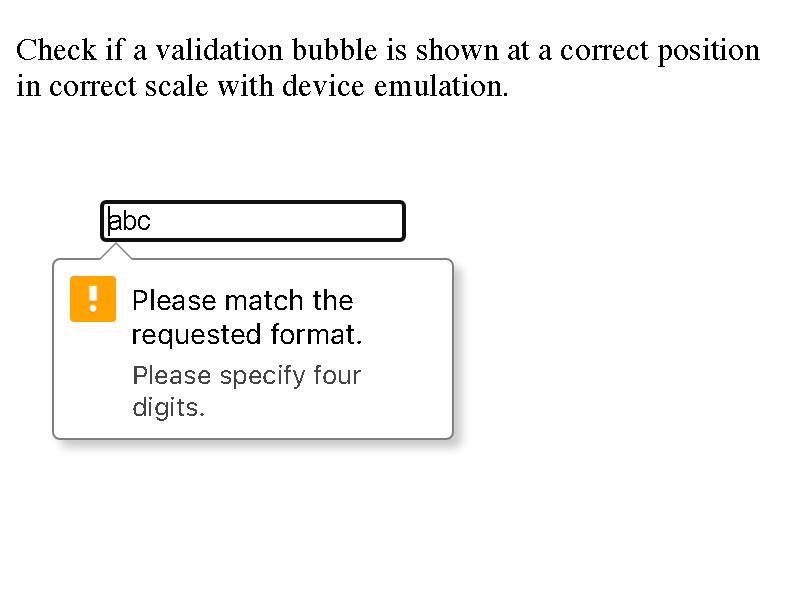 Check if a validation bubble is shown at a correct position
in correct scale with device emulation.
abc
Please match the
requested format.
Please specify four
digits.